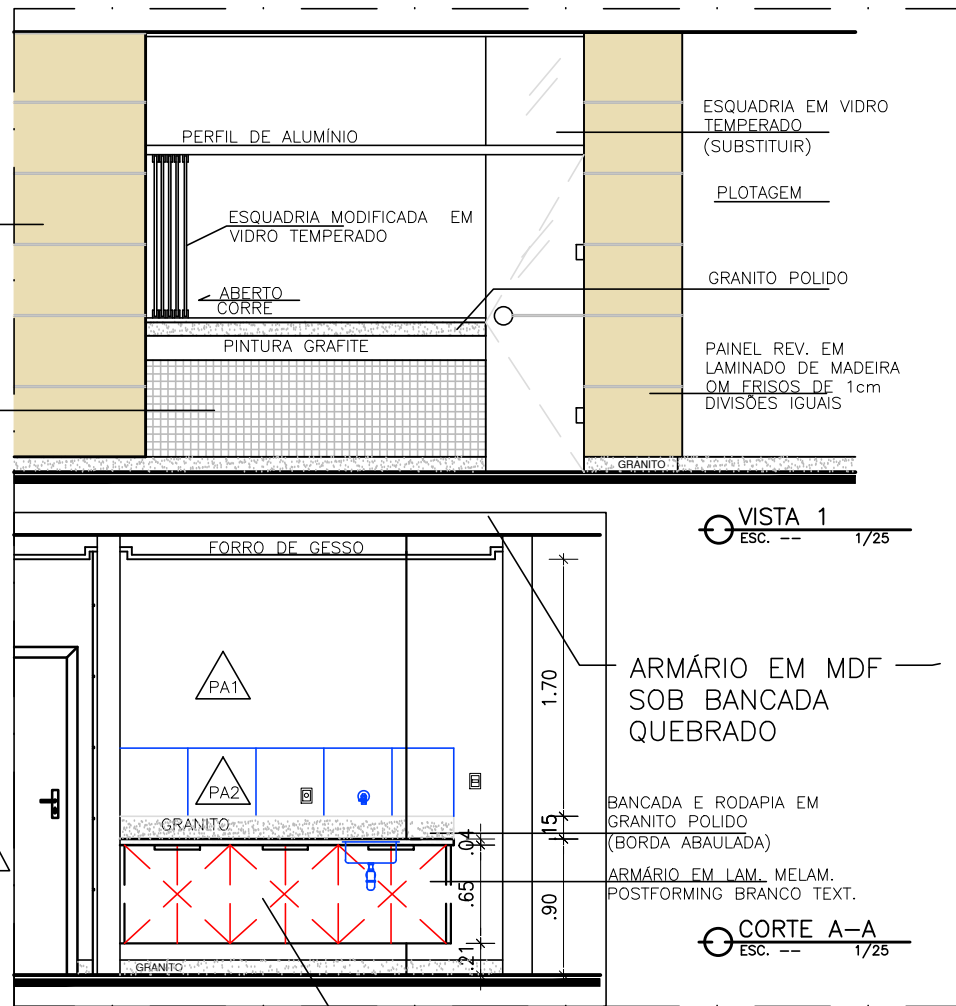 PERFIL DE ALUMÍNIO
ESQUADRIA MODIFICADA EM
VIDRO TEMPERADO
ABERTO
CORRE
PINTURA GRAFITE
ESQUADRIA EM VIDRO
TEMPERADO
(SUBSTITUIR)
PLOTAGEM
GRANITO POLIDO
PAINEL REV. EM
LAMINADO DE MADEIRA
OM FRISOS DE 1cm
DIVISÕES IGUAIS
GRANITO
VISTA 1
ESC. -- 1/25
FORRO DE GESSO
PA1
PA2
GRANITO
GRANITO
1.70
.15
.04
.65
.90
.21
ARMÁRIO EM MDF
SOB BANCADA
QUEBRADO
BANCADA E RODAPIA EM
GRANITO POLIDO
(BORDA ABAULADA)
ARMÁRIO EM LAM. MELAM.
POSTFORMING BRANCO TEXT.
CORTE A-A
ESC. -- 1/25